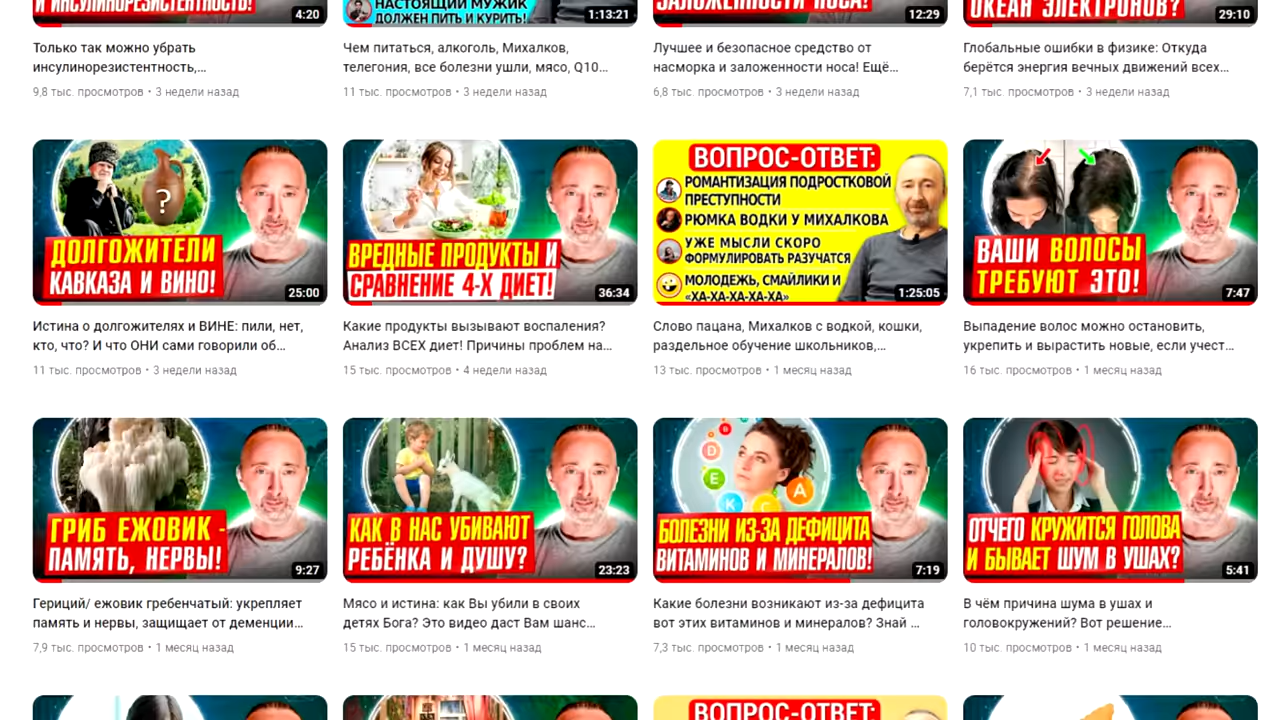 И ИНСУЛИНОРЕЗИСТЕНТНОСТЬ!
4:20
НАСТОЯЩИЙ МУЖИК
ДОЛЖЕН ПИТЬ И КУРИТЬ!
1:13:21
ЗАЛОЖЕННОСТИ НОСА!
12:29
ОКЕАН ЭЛЕКТРОНОВ?
29:10
Только так можно убрать
инсулинорезистентность,...
9,8 тыс. просмотров • 3 недели назад
Чем питаться, алкоголь, Михалков,
телегония, все болезни ушли, мясо, Q10...
11 тыс. просмотров • 3 недели назад
Лучшее и безопасное средство от
насморка и заложенности носа! Ещё...
6,8 тыс. просмотров • 3 недели назад
Глобальные ошибки в физике: Откуда
берётся энергия вечных движений всех...
7,1 тыс. просмотров • 3 недели назад
?
ДОЛГОЖИТЕЛИ
КАВКАЗА И ВИНО!
25:00
ВРЕДНЫЕ ПРОДУКТЫ И
СРАВНЕНИЕ 4-Х ДИЕТ!
36:34
ВОПРОС-ОТВЕТ:
РОМАНТИЗАЦИЯ ПОДРОСТКОВОЙ
ПРЕСТУПНОСТИ
РЮМКА ВОДКИ У МИХАЛКОВА
УЖЕ МЫСЛИ СКОРО
ФОРМУЛИРОВАТЬ РАЗУЧАТСЯ
МОЛОДЕЖЬ, СМАЙЛИКИ И
«ХА-ХА-ХА-ХА-ХА»
1:25:05
ВАШИ ВОЛОСЫ
ТРЕБУЮТ ЭТО!
7:47
Истина о долгожителях и ВИНЕ: пили, нет,
кто, что? И что ОНИ сами говорили об...
11 тыс. просмотров • 3 недели назад
Какие продукты вызывают воспаления?
Анализ ВСЕХ диет! Причины проблем на...
15 тыс. просмотров • 4 недели назад
Слово пацана, Михалков с водкой, кошки,
раздельное обучение школьников,...
13 тыс. просмотров • 1 месяц назад
Выпадение волос можно остановить,
укрепить и вырастить новые, если учест...
16 тыс. просмотров • 1 месяц назад
ГРИБ ЕЖОВИК -
ПАМЯТЬ, НЕРВЫ!
9:27
КАК В НАС УБИВАЮТ
РЕБЁНКА И ДУШУ?
23:23
B
D
E
K
C
A
БОЛЕЗНИ ИЗ-ЗА ДЕФИЦИТА
ВИТАМИНОВ И МИНЕРАЛОВ!
7:19
ОТЧЕГО КРУЖИТСЯ ГОЛОВА
И БЫВАЕТ ШУМ В УШАХ?
5:41
Гериций/ ежовик гребенчатый: укрепляет
память и нервы, защищает от деменции...
7,9 тыс. просмотров • 1 месяц назад
Мясо и истина: как Вы убили в своих
детях Бога? Это видео даст Вам шанс...
15 тыс. просмотров • 1 месяц назад
Какие болезни возникают из-за дефицита
вот этих витаминов и минералов? Знай ...
7,3 тыс. просмотров • 1 месяц назад
В чём причина шума в ушах и
головокружений? Вот решение...
10 тыс. просмотров • 1 месяц назад
ВОПРОС-ОТВЕТ: